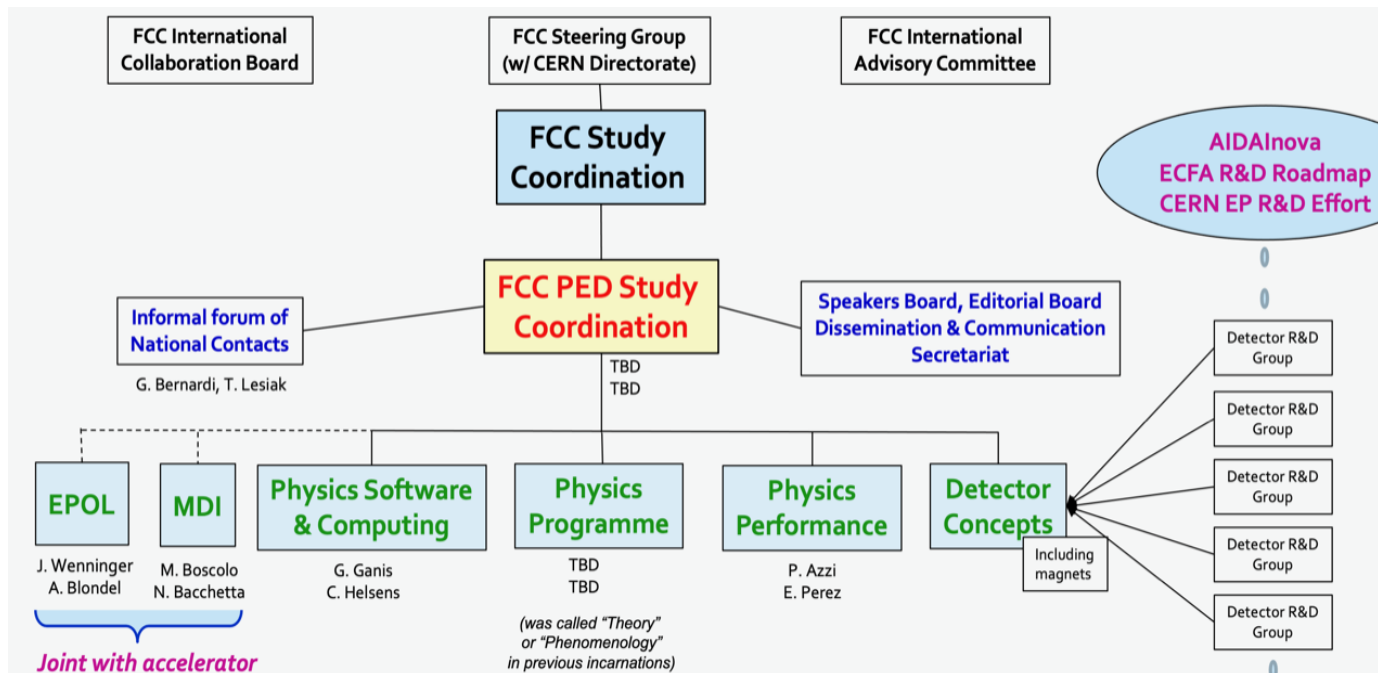 FCC International
Collaboration Board
FCC Steering Group
(w/ CERN Directorate)
FCC International
Advisory Committee
FCC Study
Coordination
AIDAInova
ECFA R&D Roadmap
CERN EP R&D Effort
FCC PED Study
Coordination
TBD
TBD
Informal forum of
National Contacts
G. Bernardi, T. Lesiak
Speakers Board, Editorial Board
Dissemination & Communication
Secretariat
Detector R&D
Group
Detector R&D
Group
Detector R&D
Group
Detector R&D
Group
Detector R&D
Group
EPOL
J. Wenninger
A. Blondel
MDI
M. Boscolo
N. Bacchetta
Joint with accelerator
Physics Software
& Computing
G. Ganis
C. Helsens
Physics
Programme
TBD
TBD
(was called “Theory”
or “Phenomenology”
in previous incarnations)
Physics
Performance
P. Azzi
E. Perez
Detector
Concepts
Including
magnets